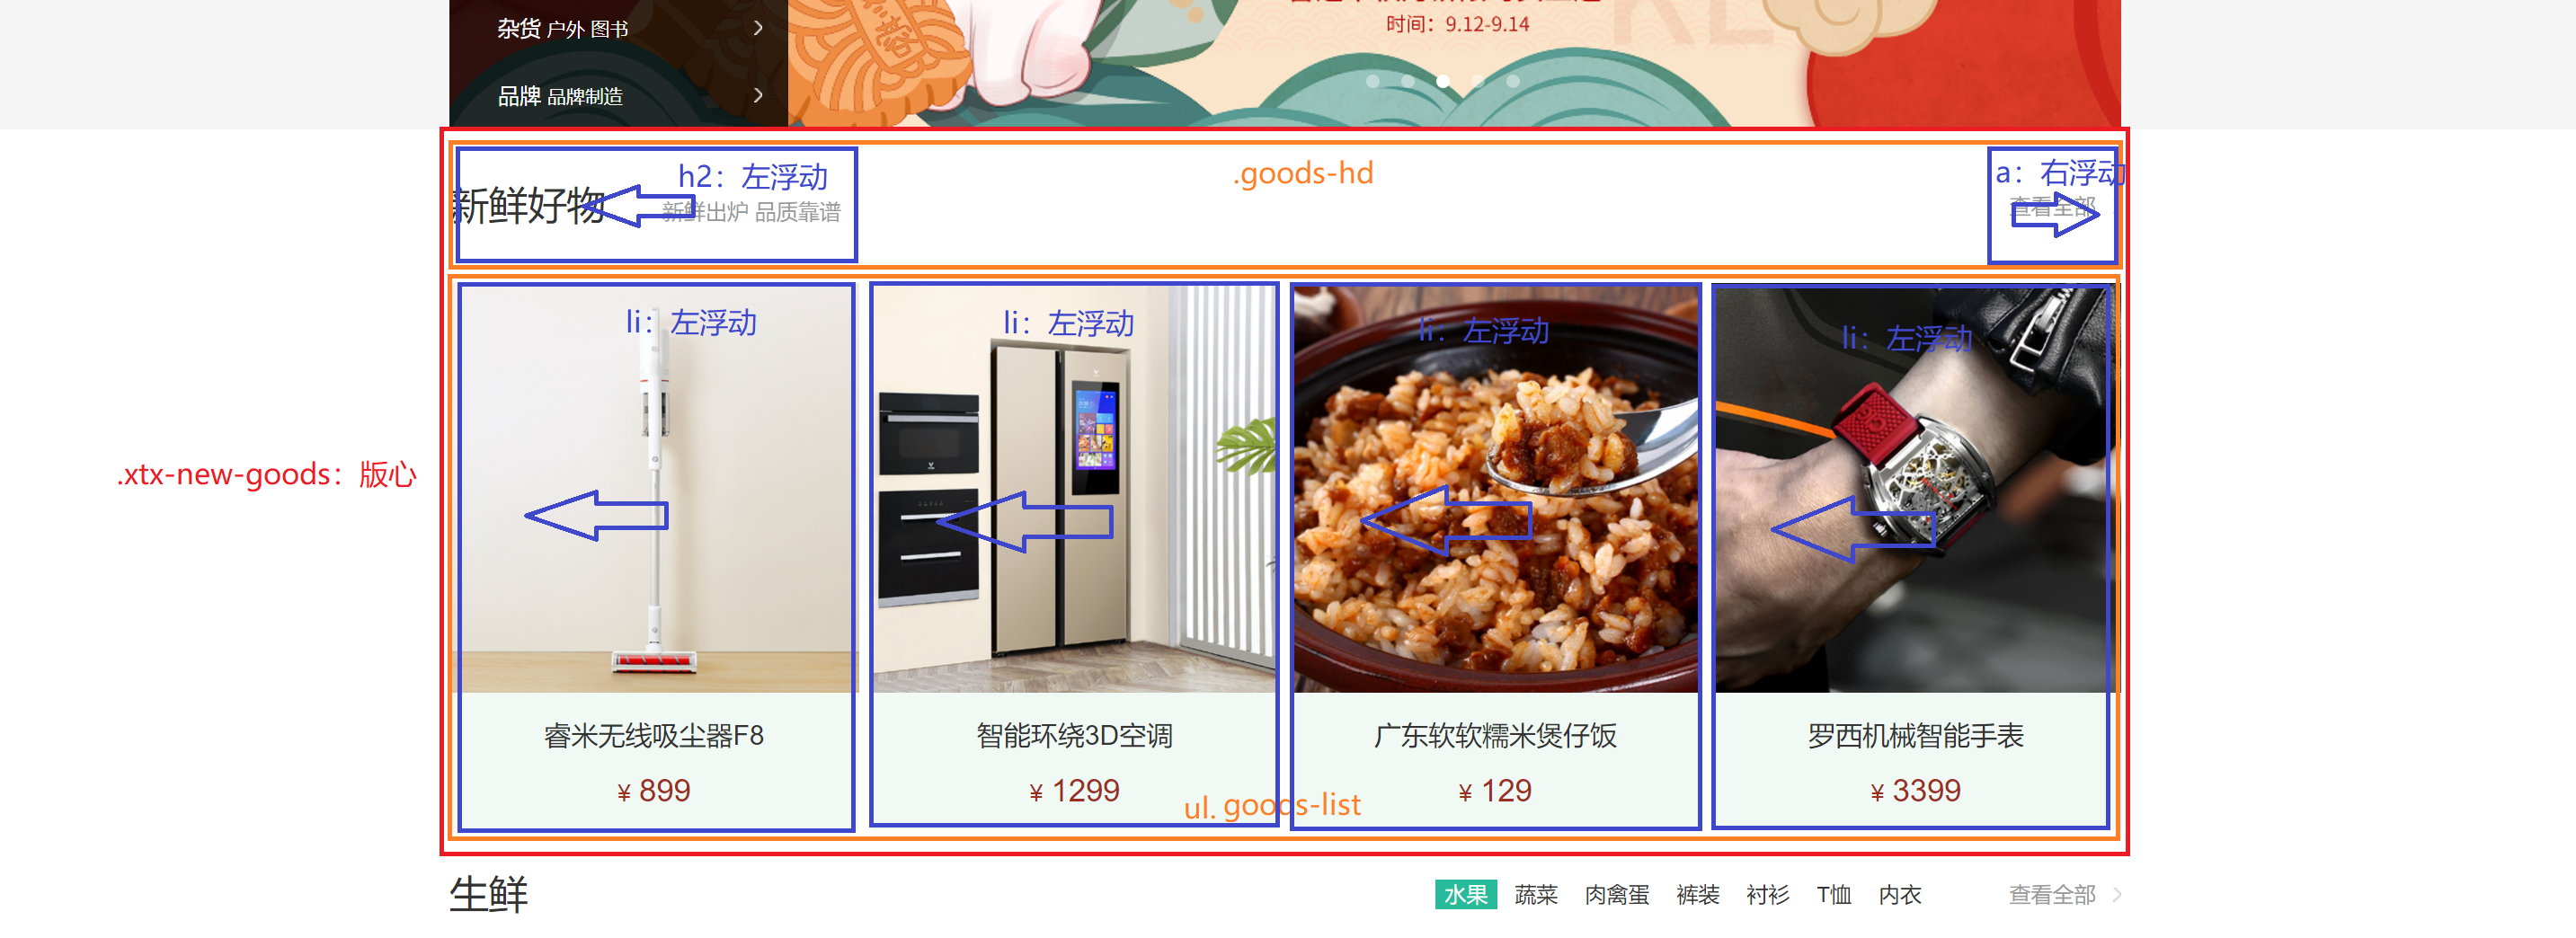 杂货 户外 图书
时间：9.12-9.14
品牌 品牌制造
h2：左浮动
.goods-hd
a：右浮动
新鲜好物
新鲜出炉 品质靠谱
查看全部
li：左浮动
li：左浮动
li：左浮动
li：左浮动
.xtx-new-goods：版心
睿米无线吸尘器F8
智能环绕3D空调
广东软软糯米煲仔饭
罗西机械智能手表
¥ 899
¥ 1299
¥ 129
¥ 3399
ul. goods-list
生鲜
水果 蔬菜 肉禽蛋 裤装 衬衫 T恤 内衣
查看全部